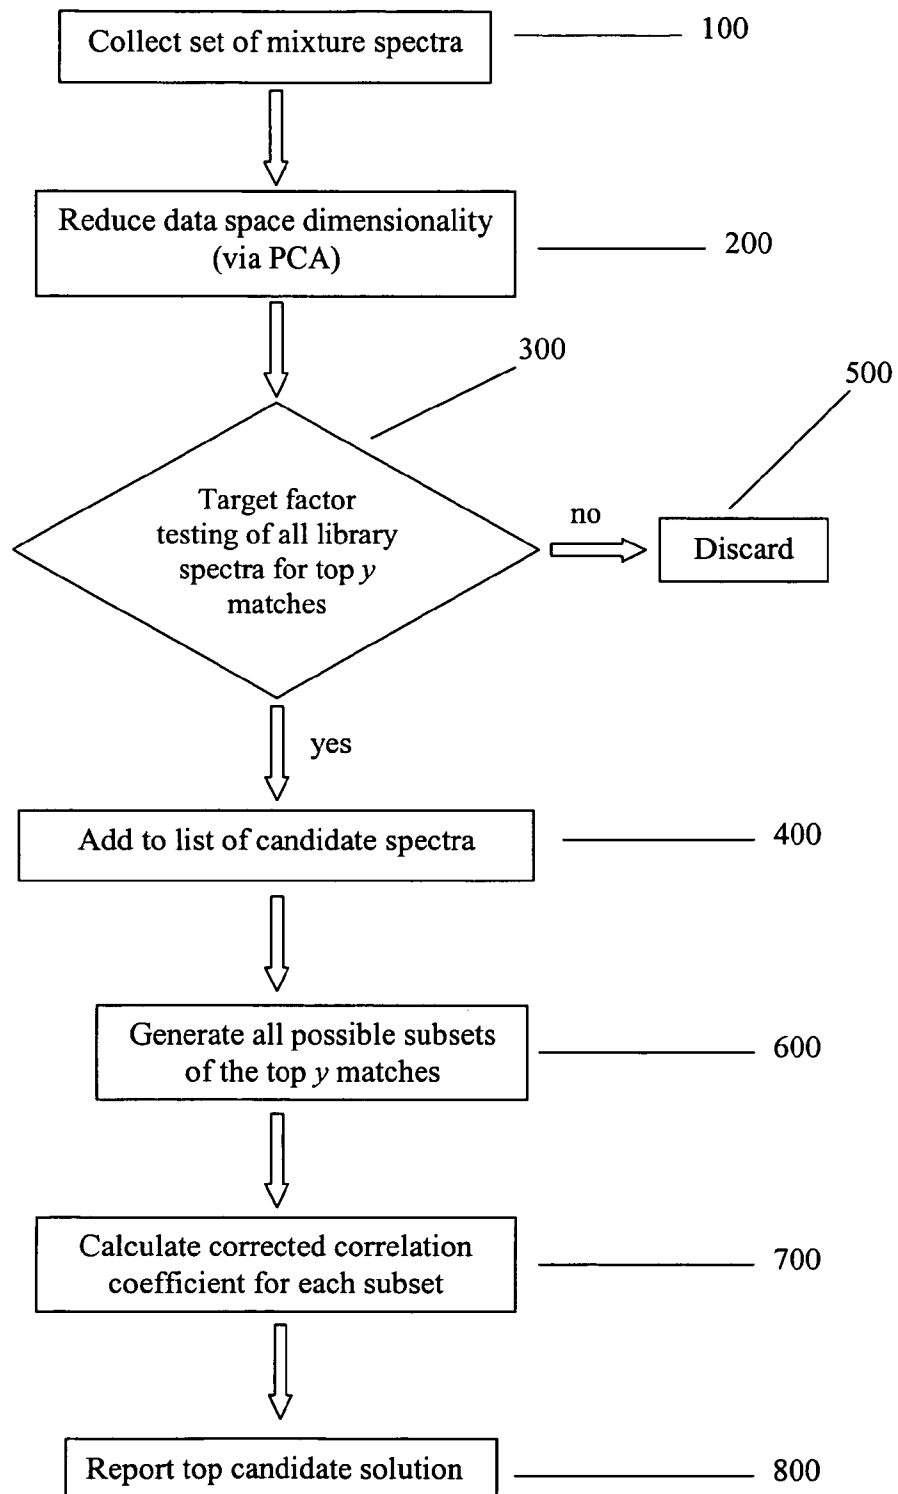 Collect set of mixture spectra
100
Reduce data space dimensionality
(via PCA)
200
300
500
Target factor
testing of all library
spectra for top y
matches
no
Discard
yes
Add to list of candidate spectra
400
Generate all possible subsets
of the top y matches
600
Calculate corrected correlation
coefficient for each subset
700
Report top candidate solution
800